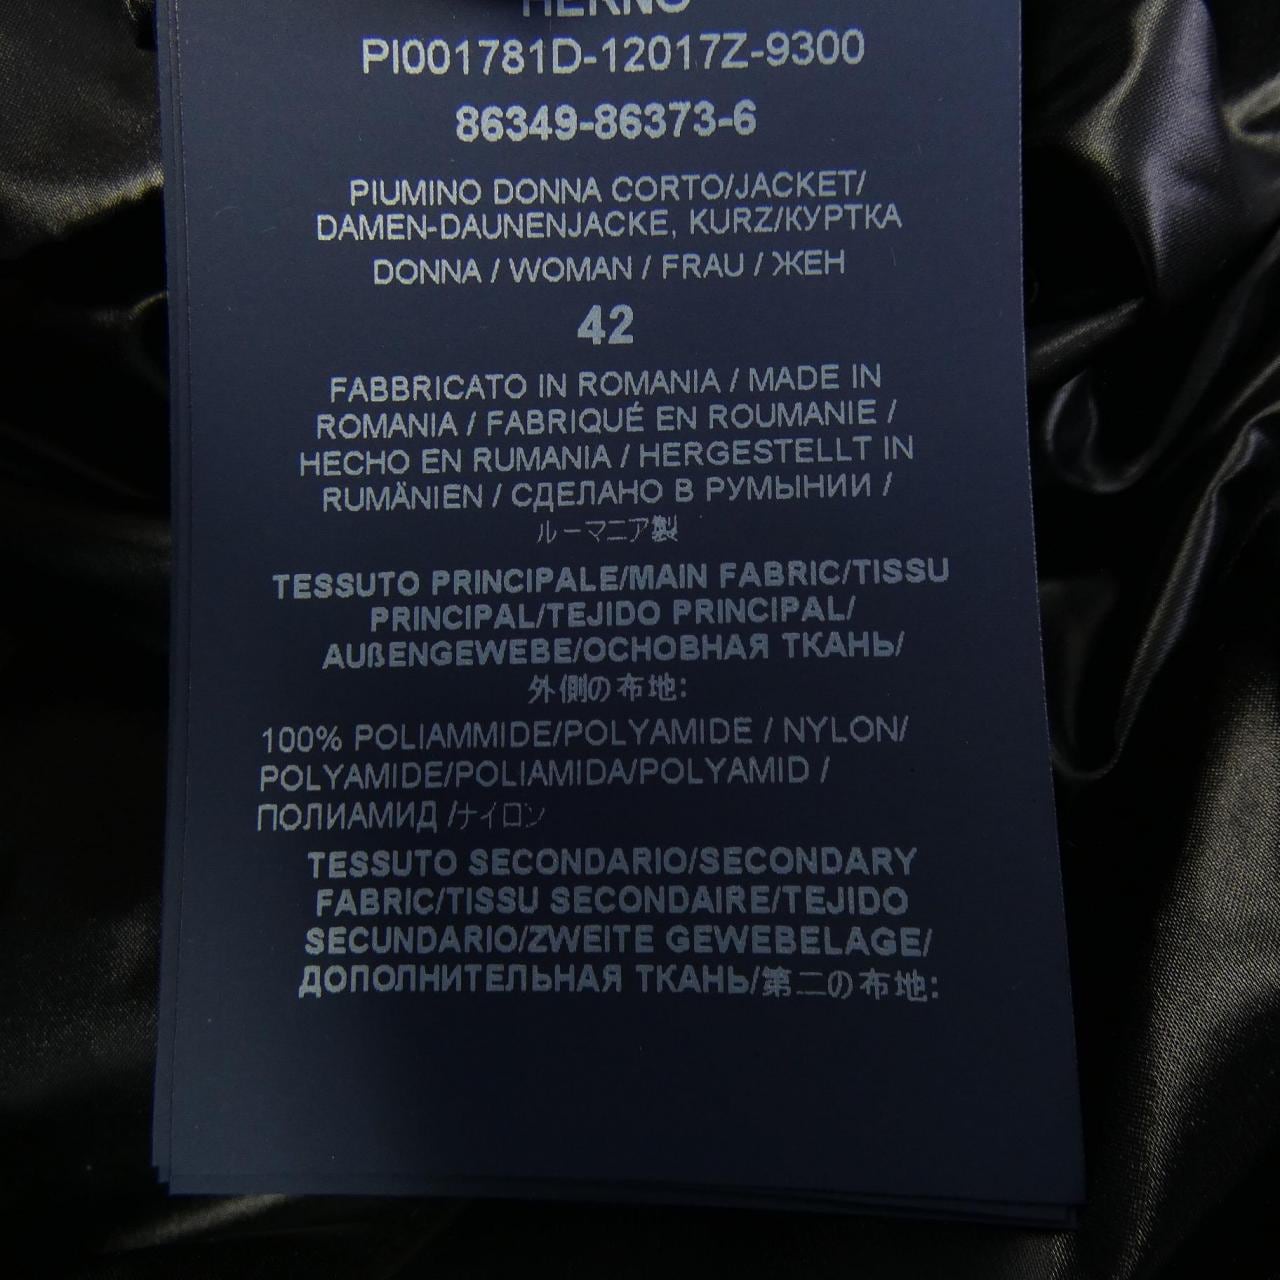 HERNO
PI001781D-12017Z-9300
86349-86373-6
PIUMINO DONNA CORTO/JACKET/
DAMEN-DAUNENJACKE, KURZ/КУРТКА
DONNA / WOMAN / FRAU / ЖЕН
42
FABBRICATO IN ROMANIA / MADE IN
ROMANIA / FABRIQUÉ EN ROUMANIE /
HECHO EN RUMANIA / HERGESTELLT IN
RUMÄNIEN / СДЕЛАНО В РУМЫНИИ /
ルーマニア製
TESSUTO PRINCIPALE/MAIN FABRIC/TISSU
PRINCIPAL/TEJIDO PRINCIPAL/
AUßENGEWEBE/ОСНОВНАЯ ТКАНЬ/
外側の布地:
100% POLIAMMIDE/POLYAMIDE / NYLON/
POLYAMIDE/POLIAMIDA/POLYAMID /
ПОЛИАМИД /ナイロン
TESSUTO SECONDARIO/SECONDARY
FABRIC/TISSU SECONDAIRE/TEJIDO
SECUNDARIO/ZWEITE GEWEBELAGE/
ДОПОЛНИТЕЛЬНАЯ ТКАНЬ/第二の布地: